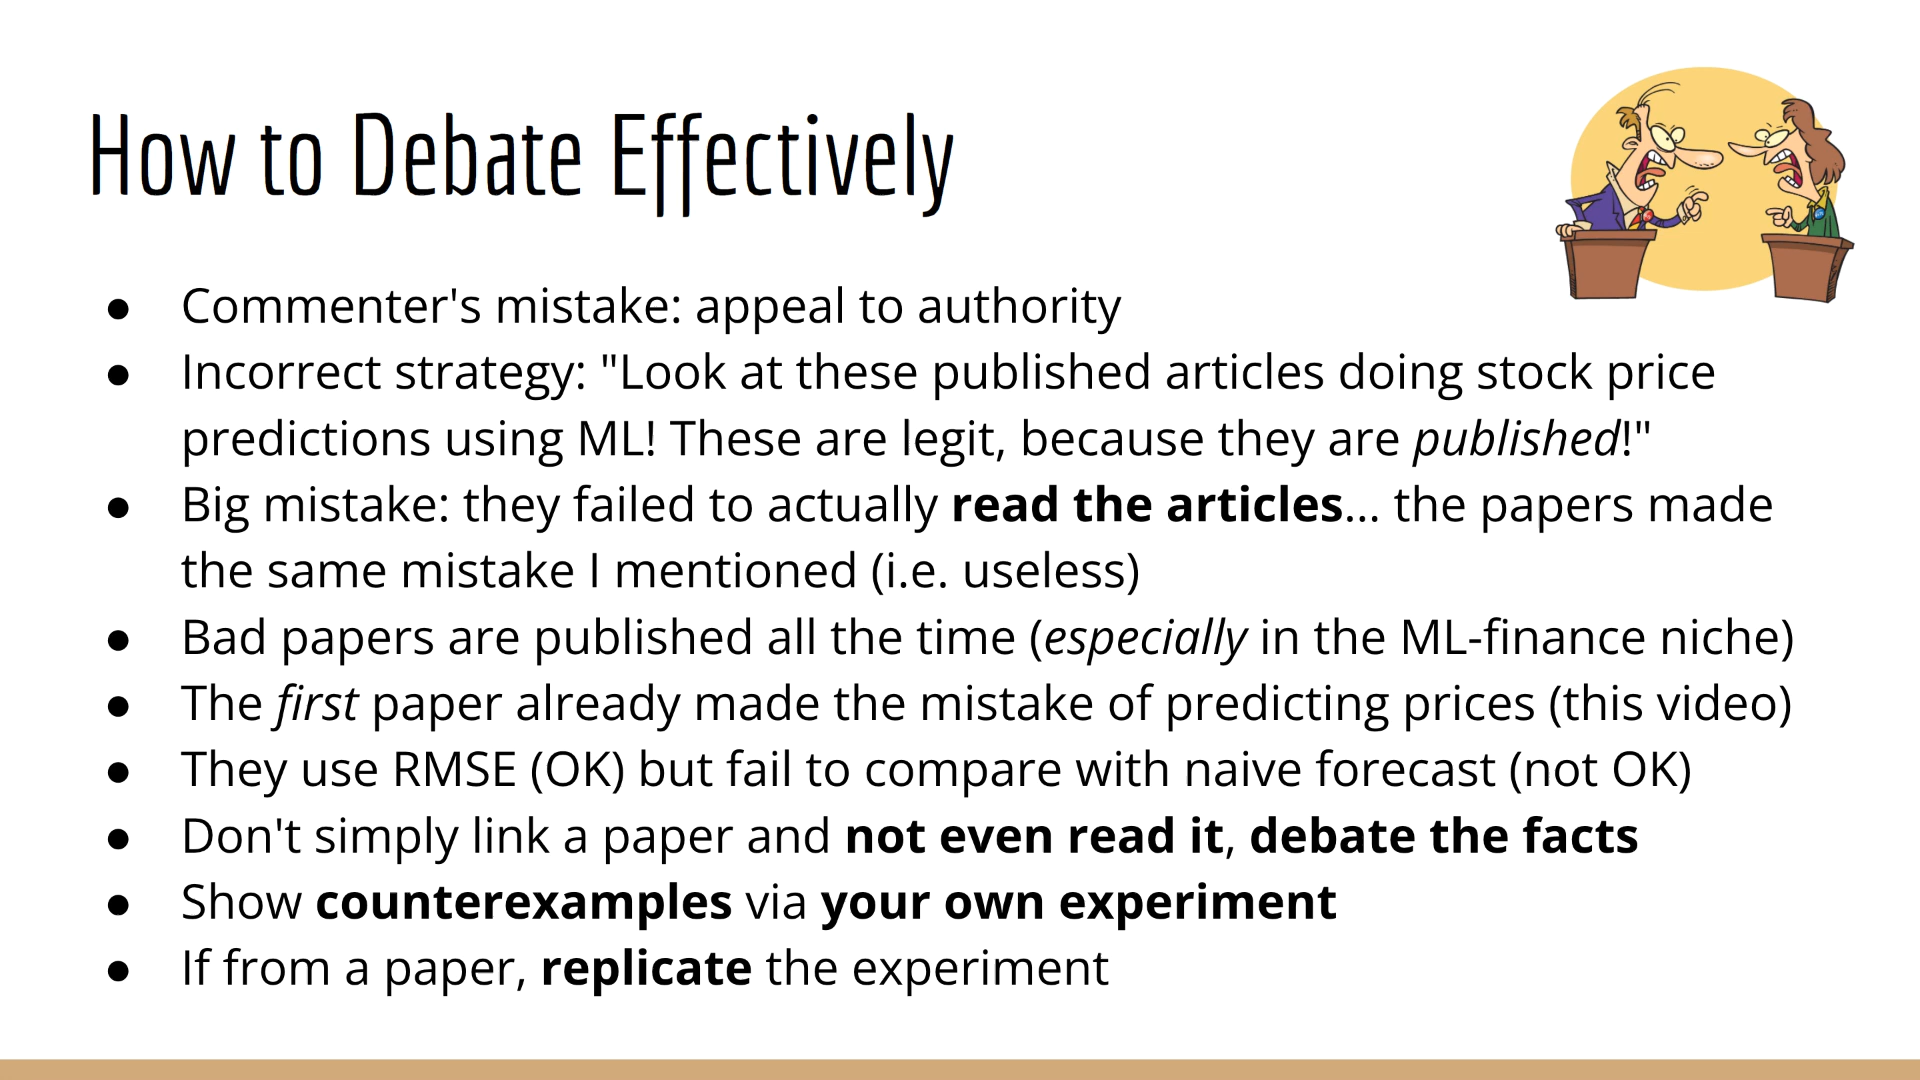 How to Debate Effectively
● Commenter's mistake: appeal to authority
● Incorrect strategy: "Look at these published articles doing stock price
predictions using ML! These are legit, because they are published!"
● Big mistake: they failed to actually read the articles… the papers made
the same mistake I mentioned (i.e. useless)
● Bad papers are published all the time (especially in the ML-finance niche)
● The first paper already made the mistake of predicting prices (this video)
● They use RMSE (OK) but fail to compare with naive forecast (not OK)
● Don't simply link a paper and not even read it, debate the facts
● Show counterexamples via your own experiment
● If from a paper, replicate the experiment